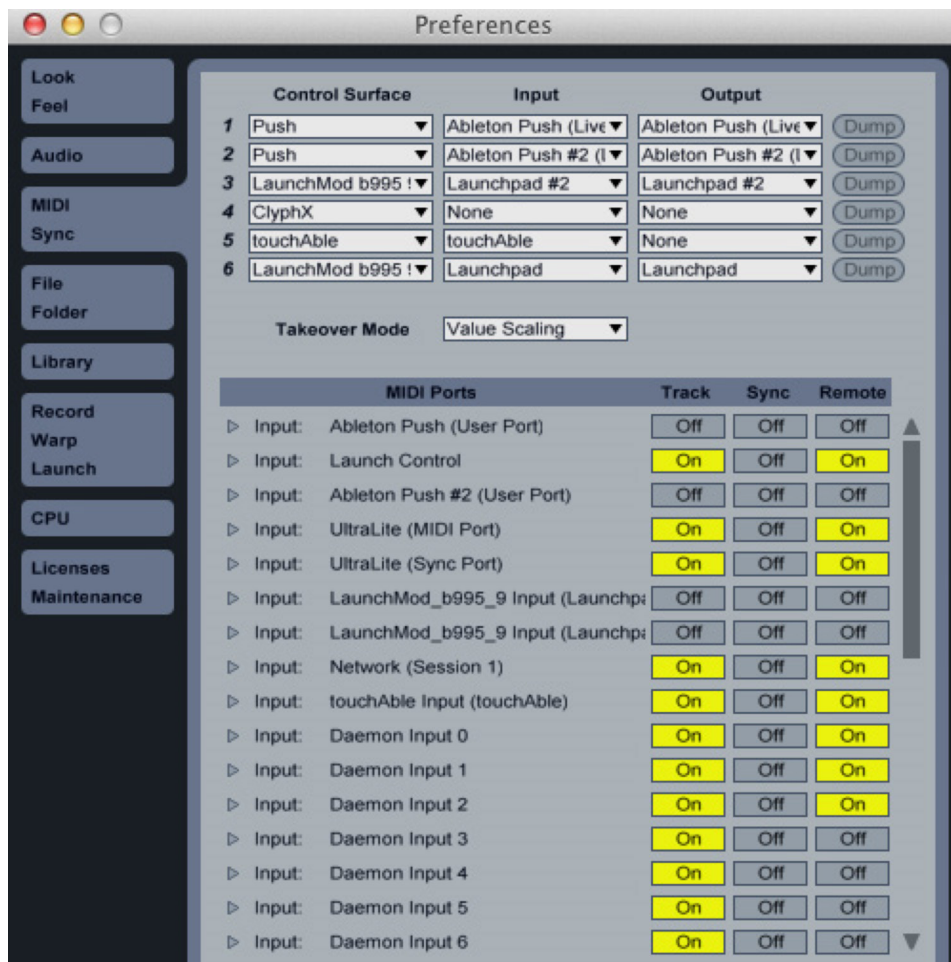 Preferences
Look
Feel
Audio
MIDI
Sync
File
Folder
Library
Record
Warp
Launch
CPU
Licenses
Maintenance
Control Surface Input Output
1 Push Ableton Push (Live Ableton Push (Live Dump
2 Push Ableton Push #2 (l Ableton Push #2 (l Dump
3 LaunchMod b995 Launchpad #2 Launchpad #2 Dump
4 ClyphX None None Dump
5 touchAble touchAble None Dump
6 LaunchMod b995 Launchpad Launchpad Dump
Takeover Mode Value Scaling
MIDI Ports Track Sync Remote
Input: Ableton Push (User Port) Off Off Off
Input: Launch Control On Off On
Input: Ableton Push #2 (User Port) Off Off Off
Input: UltraLite (MIDI Port) On Off On
Input: UltraLite (Sync Port) On Off On
Input: LaunchMod_b995_9 Input (Launchpa Off Off Off
Input: LaunchMod_b995_9 Input (Launchpa Off Off Off
Input: Network (Session 1) On Off On
Input: touchAble Input (touchAble) On Off On
Input: Daemon Input 0 On Off On
Input: Daemon Input 1 On Off On
Input: Daemon Input 2 On Off On
Input: Daemon Input 3 On Off Off
Input: Daemon Input 4 On Off Off
Input: Daemon Input 5 On Off Off
Input: Daemon Input 6 On Off Off